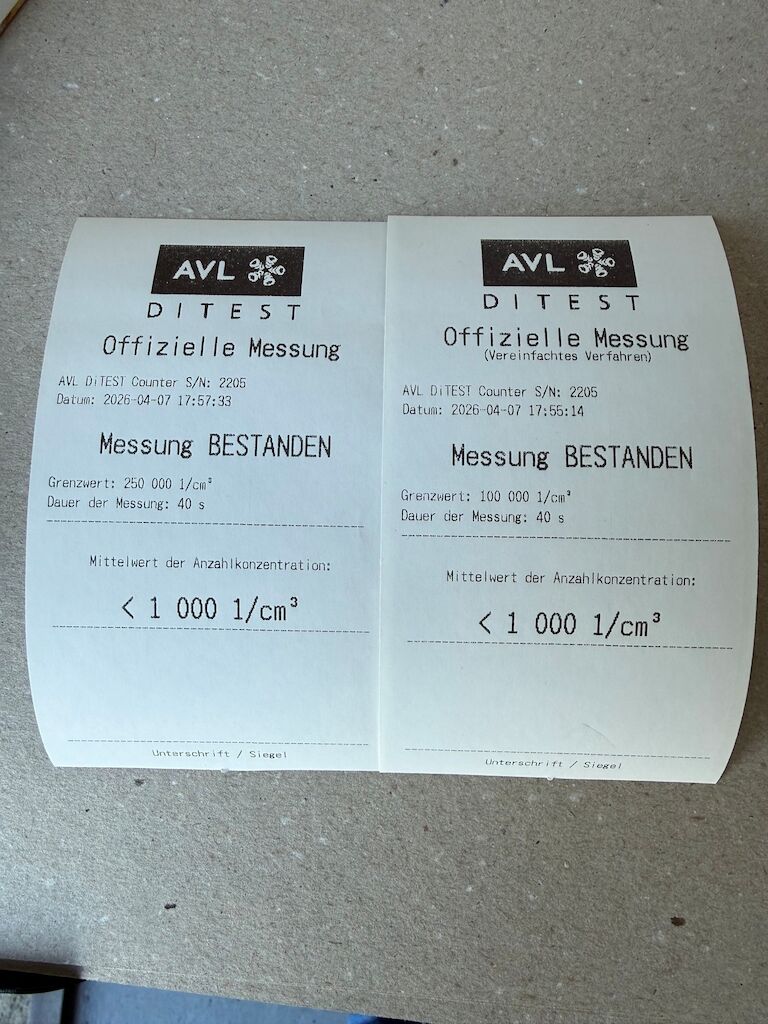 AVL
DITEST
Offizielle Messung
AVL DiTEST Counter S/N: 2205
Datum: 2026-04-07 17:57:33
Messung BESTANDEN
Grenzwert: 250 000 1/cm³
Dauer der Messung: 40 s
Mittelwert der Anzahlkonzentration:
< 1 000 1/cm³
Unterschrift / Siegel
AVL
DITEST
Offizielle Messung
(Vereinfachtes Verfahren)
AVL DiTEST Counter S/N: 2205
Datum: 2026-04-07 17:55:14
Messung BESTANDEN
Grenzwert: 100 000 1/cm³
Dauer der Messung: 40 s
Mittelwert der Anzahlkonzentration:
< 1 000 1/cm³
Unterschrift / Siegel